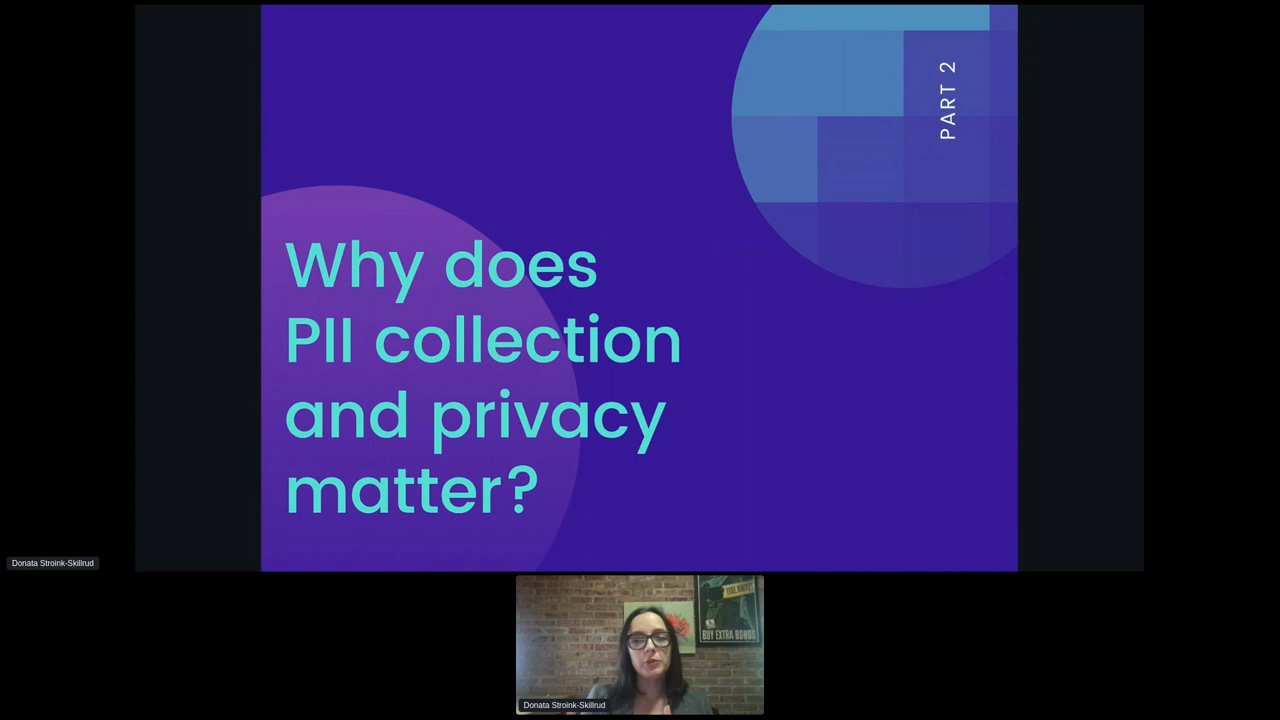 PART 2
Why does
PII collection
and privacy
matter?
Donata Stroink-Skillrud
BUY EXTRA BONDS
Donata Stroink-Skillrud